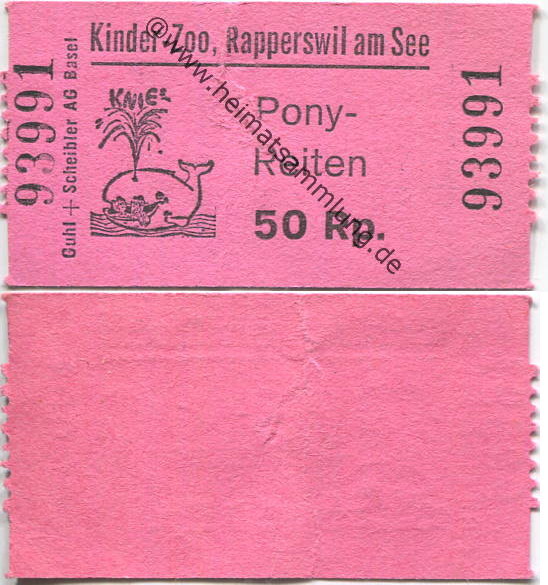 Kinder-Zoo, Rapperswil am See
93991
Guhl + Scheibler AG Basel
KNIE'S
Pony-
Reiten
50 Rp.
93991
@www.heimatsammlung.de